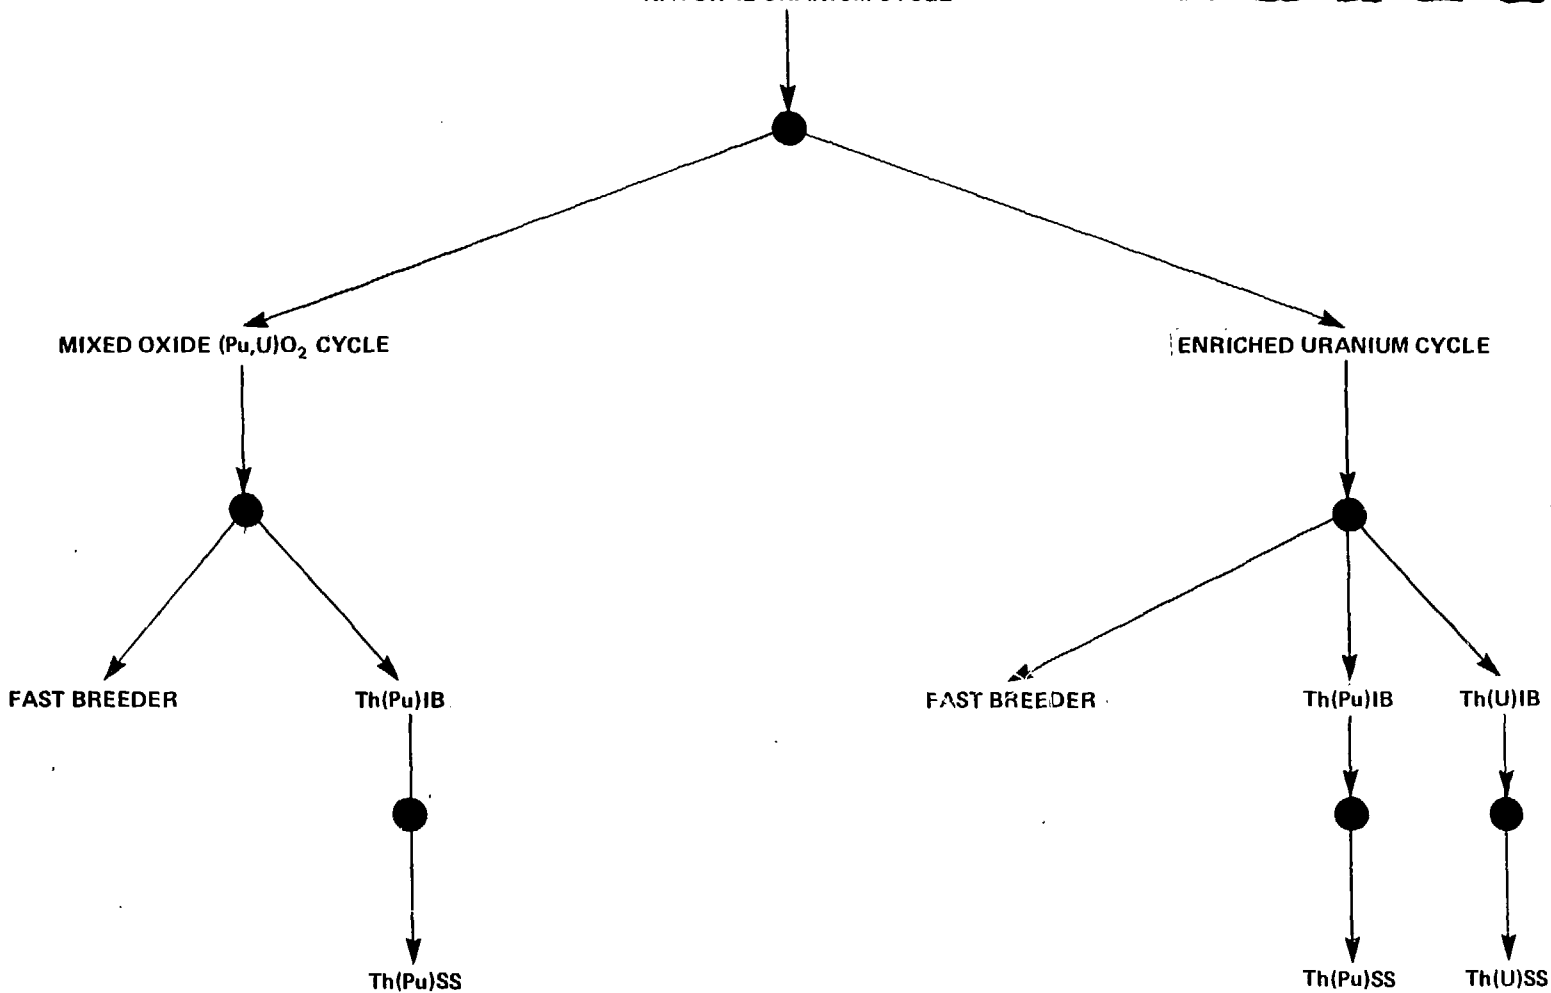 MIXED OXIDE (Pu,U)O₂ CYCLE
ENRICHED URANIUM CYCLE
FAST BREEDER
Th(Pu)IB
FAST BREEDER
Th(Pu)IB
Th(U)IB
Th(Pu)SS
Th(Pu)SS
Th(U)SS